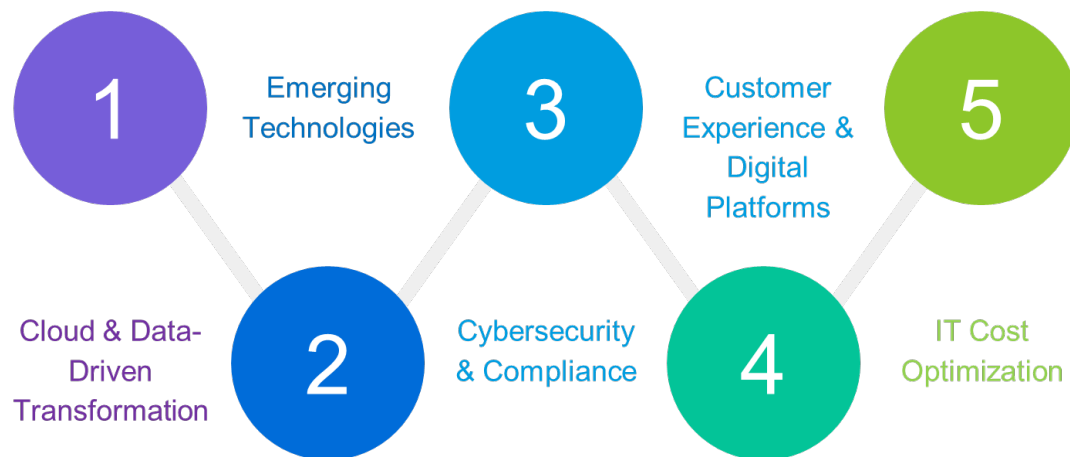 1
Cloud & Data-
Driven
Transformation
2
Emerging
Technologies
3
Cybersecurity
& Compliance
4
Customer
Experience &
Digital
Platforms
5
IT Cost
Optimization